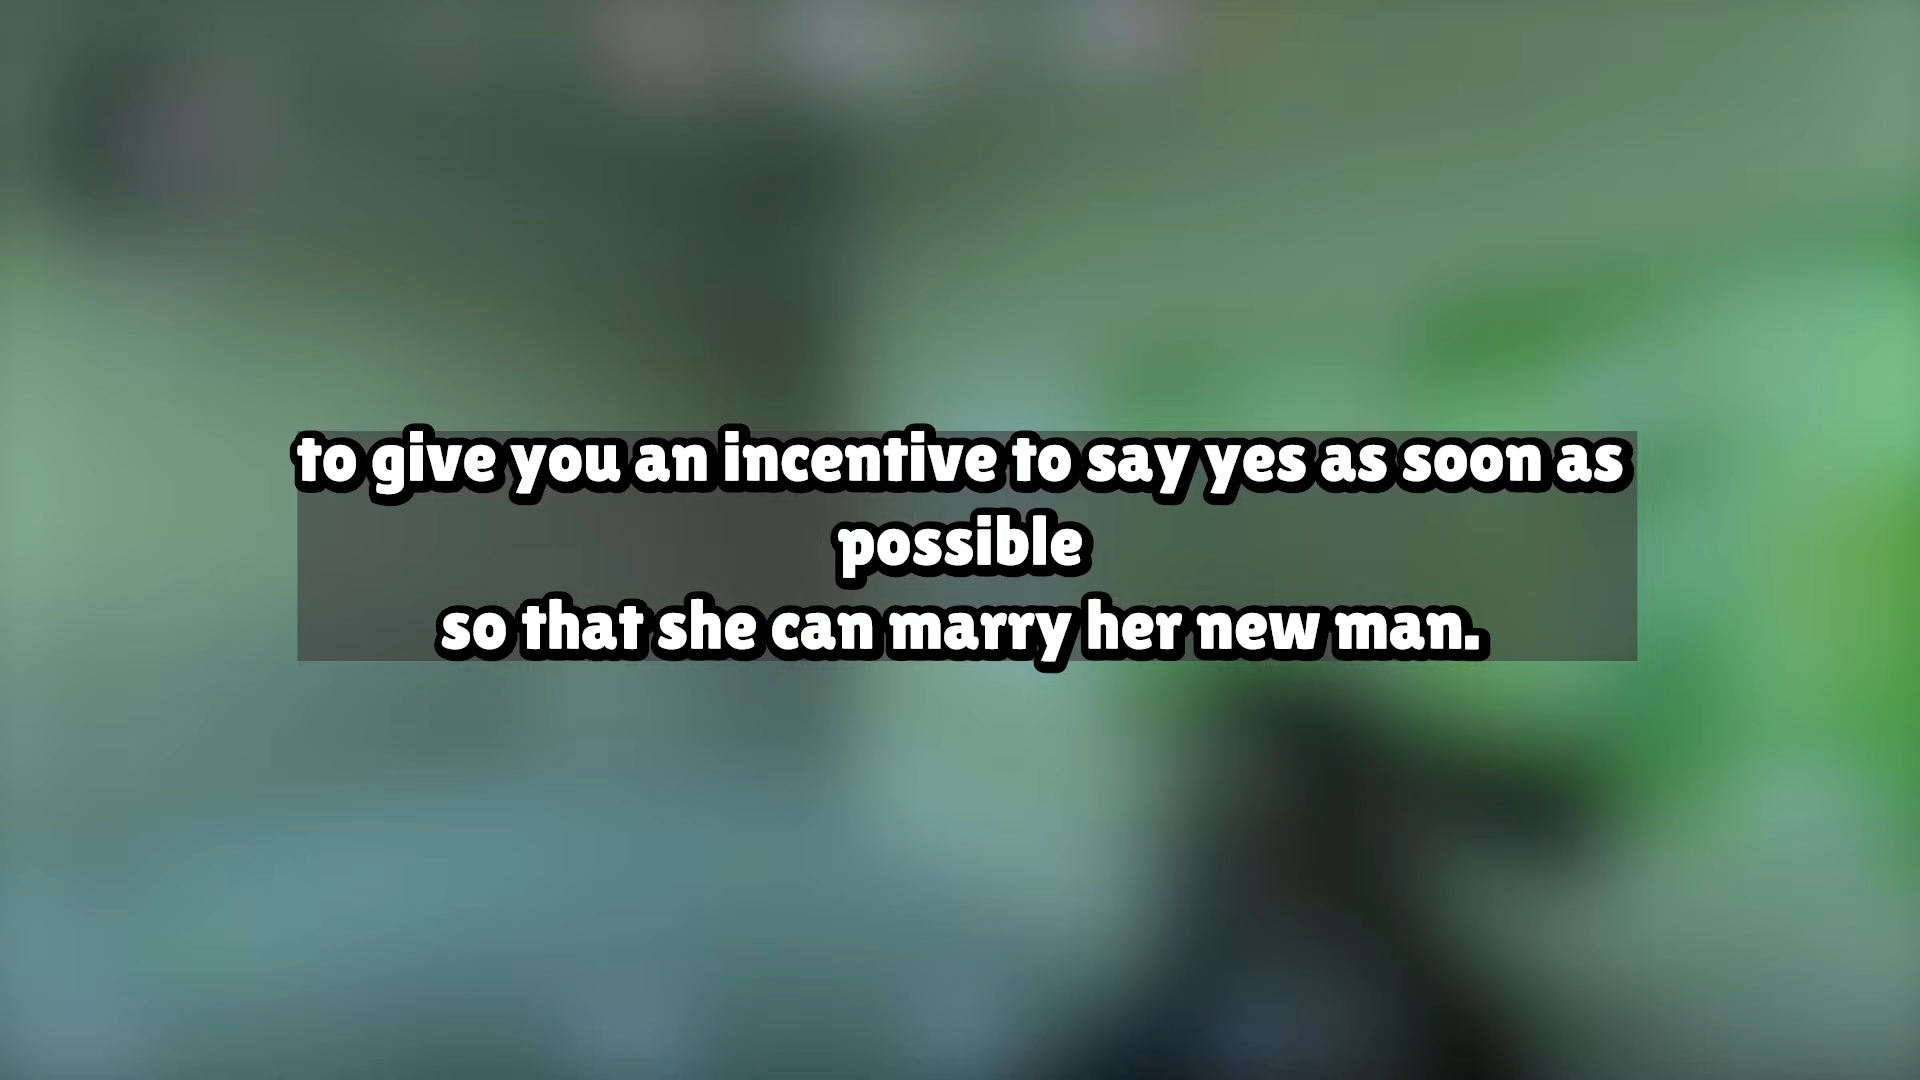 to give you an incentive to say yes as soon as
possible
so that she can marry her new man.